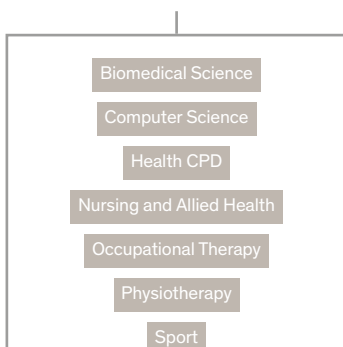 Biomedical Science
Computer Science
Health CPD
Nursing and Allied Health
Occupational Therapy
Physiotherapy
Sport